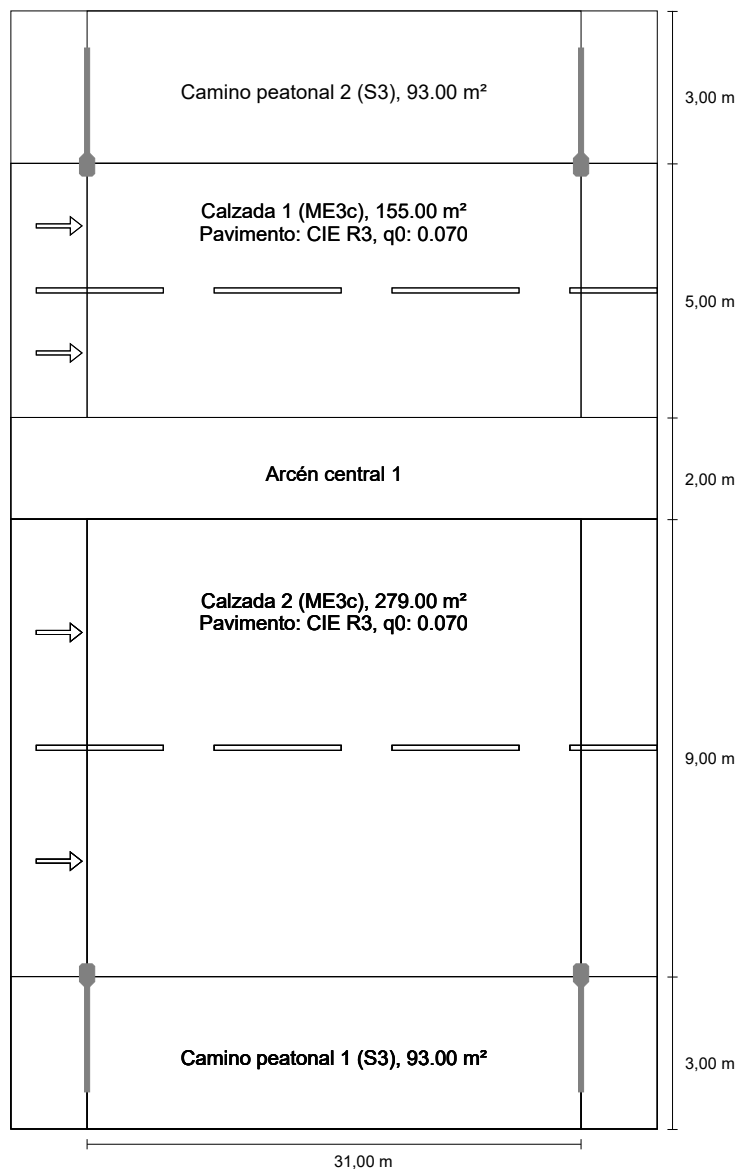 Camino peatonal 2 (S3), 93.00 m²
3,00 m
Calzada 1 (ME3c), 155.00 m²
Pavimento: CIE R3, q0: 0.070
5,00 m
Arcén central 1
2,00 m
Calzada 2 (ME3c), 279.00 m²
Pavimento: CIE R3, q0: 0.070
9,00 m
Camino peatonal 1 (S3), 93.00 m²
3,00 m
31,00 m